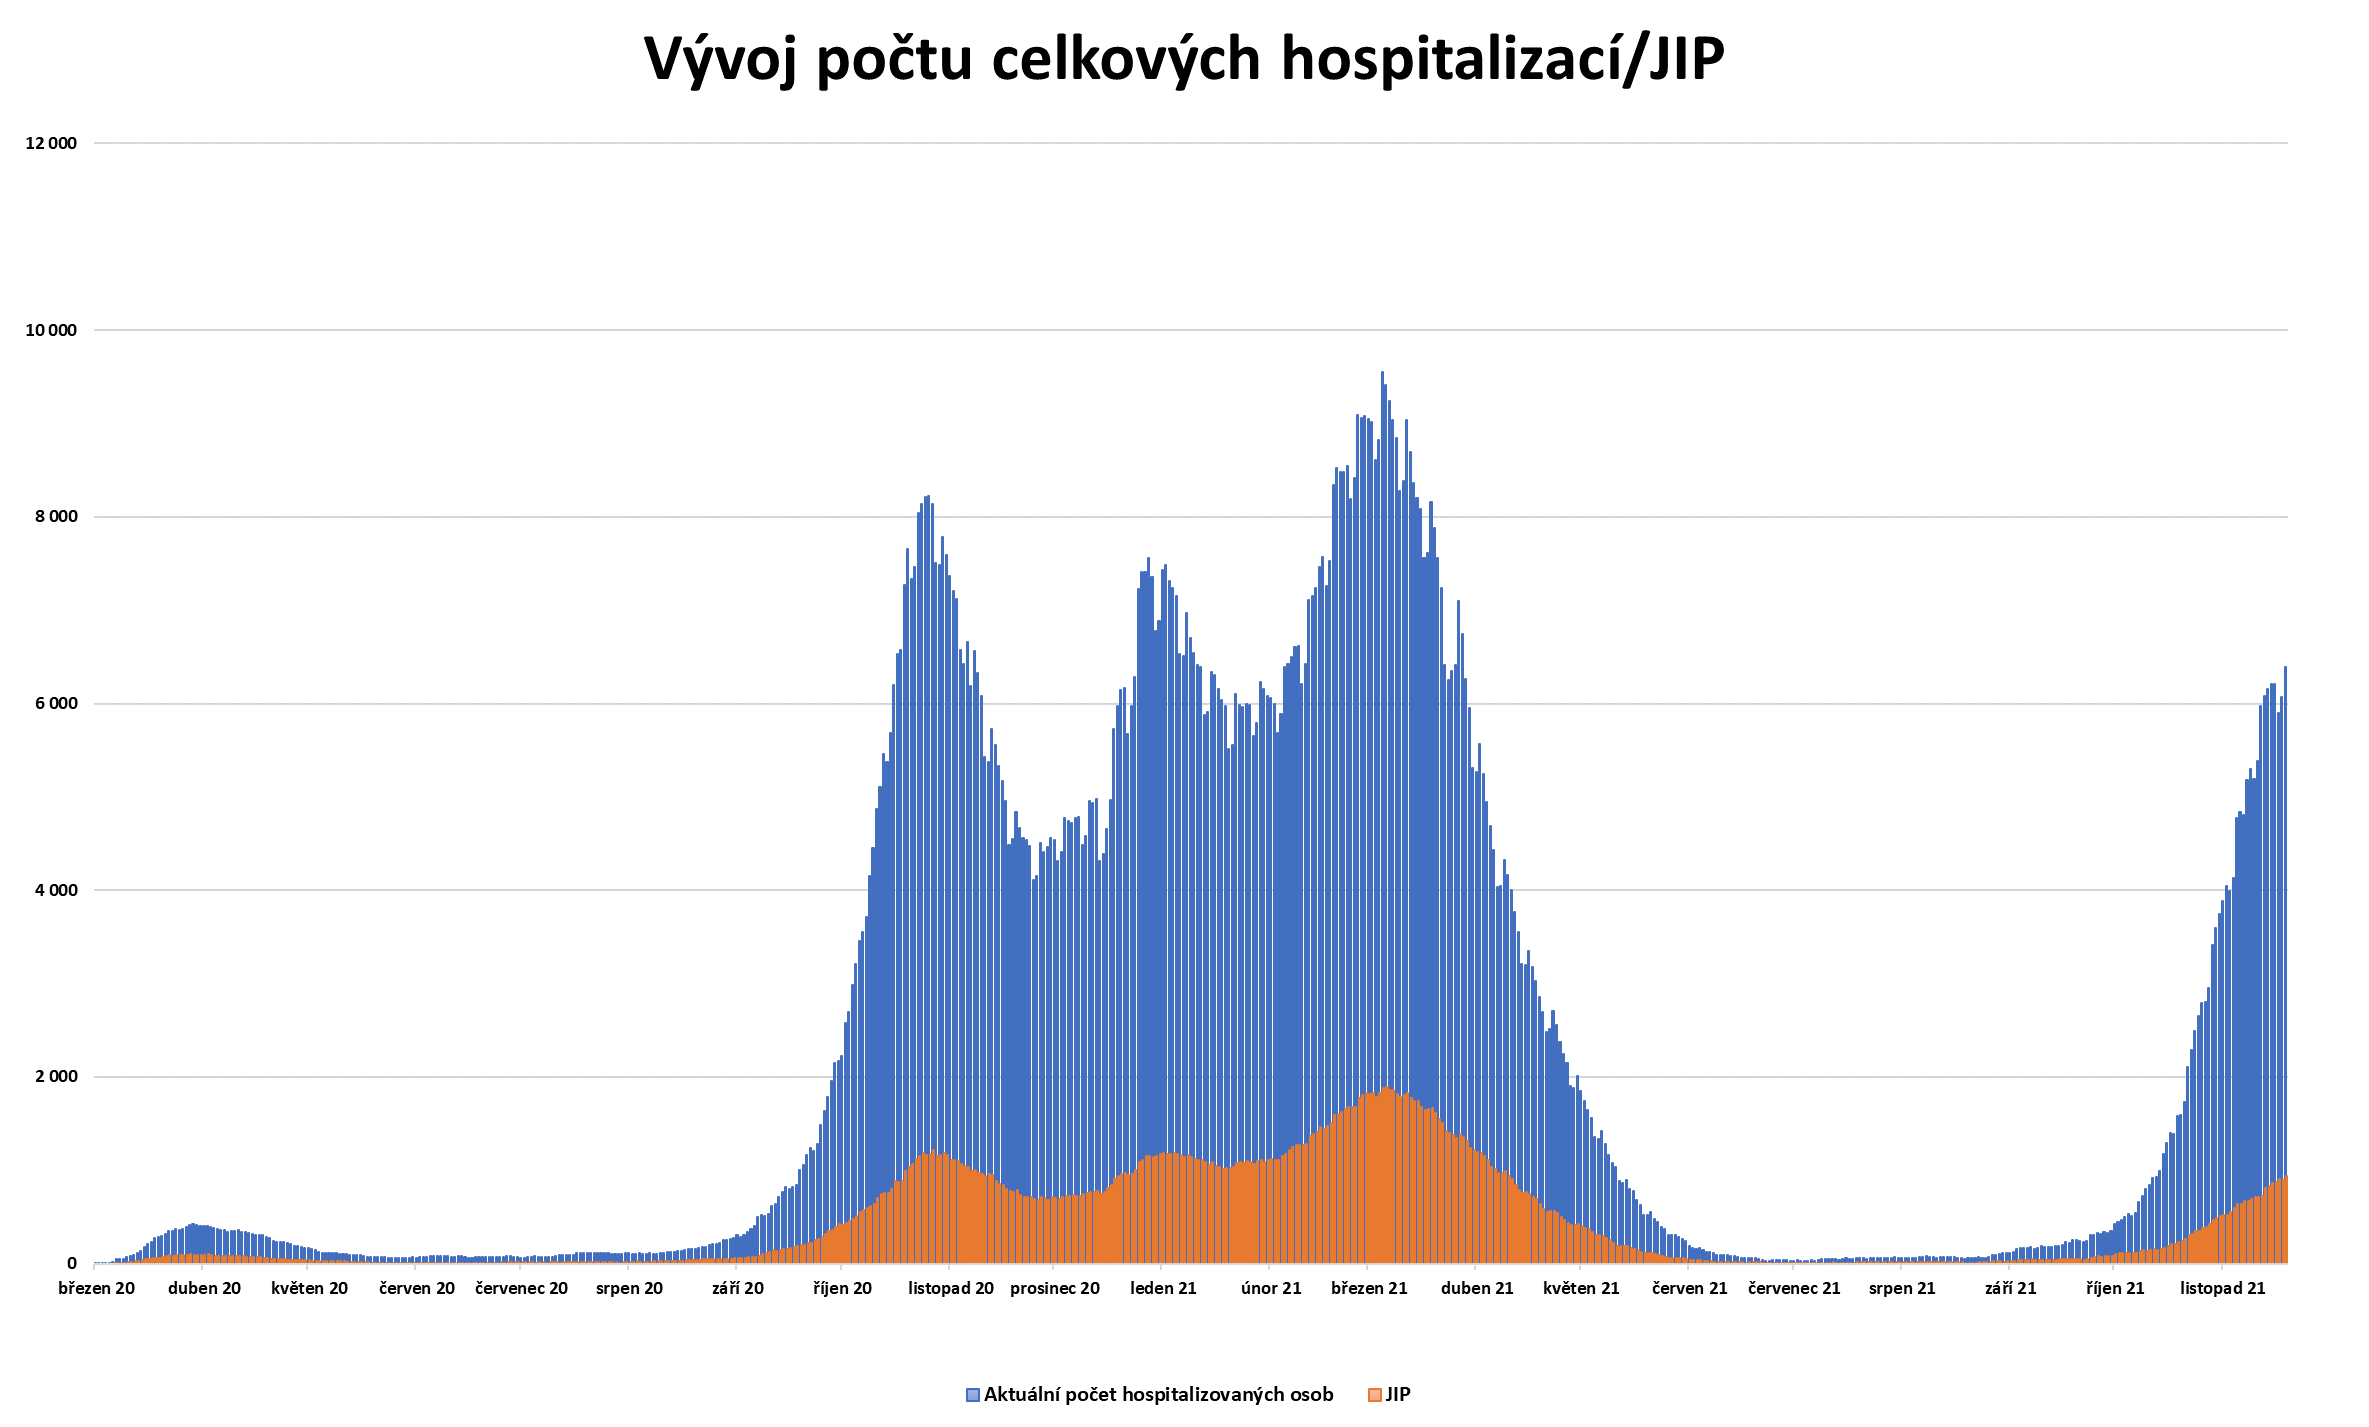 Vývoj počtu celkových hospitalizací/JIP
12 000
10 000
8 000
6 000
4 000
2 000
0
březen 20 duben 20 květen 20 červen 20 červenec 20 srpen 20 září 20 říjen 20 listopad 20 prosinec 20 leden 21 únor 21 březen 21 duben 21 květen 21 červen 21 červenec 21 srpen 21 září 21 říjen 21 listopad 21
Aktuální počet hospitalizovaných osob JIP